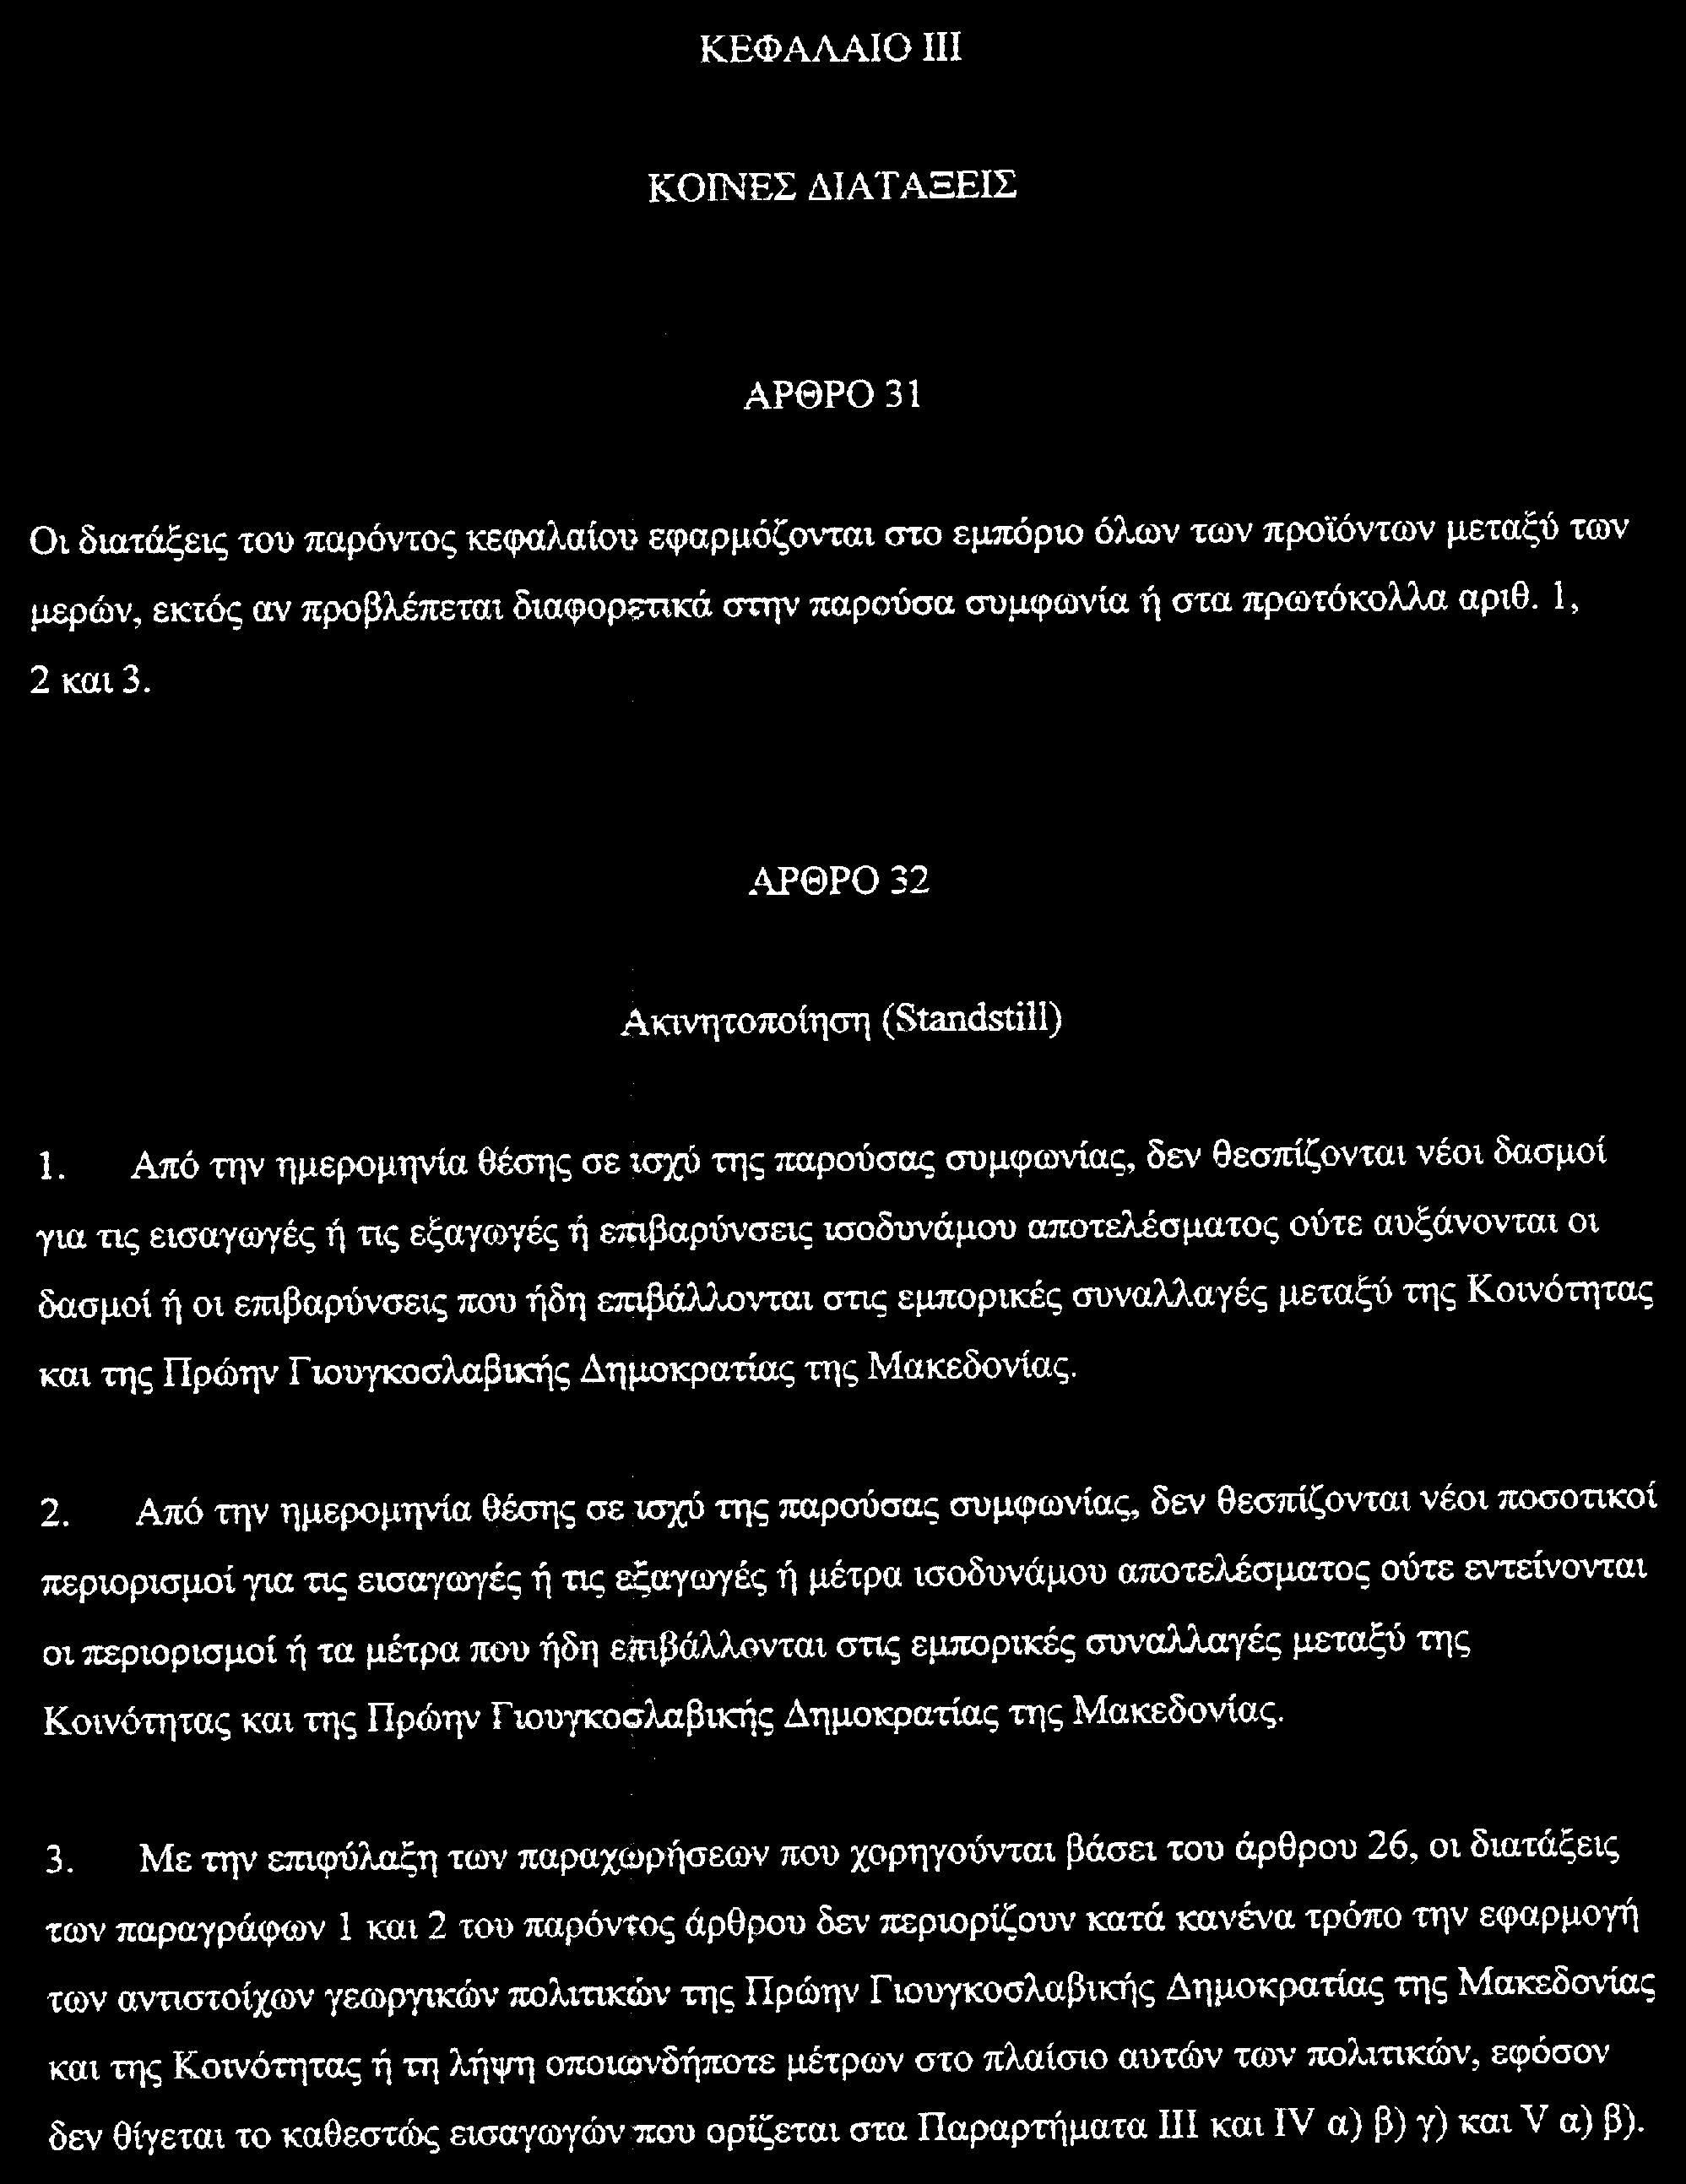 ΚΕΦΑΛΑΙΟ ΙΙΙ
ΚΟΙΝΕΣ ΔΙΑΤΑΞΕΙΣ
ΑΡΘΡΟ 31
Οι διατάξεις του παρόντος κεφαλαίου εφαρμόζονται στο εμπόριο όλων των προϊόντων μεταξύ των
μερών, εκτός αν προβλέπεται διαφορετικά στην παρούσα συμφωνία ή στα πρωτόκολλα αριθ. 1,
2 και 3.
ΑΡΘΡΟ 32
Ακινητοποίηση (Standstill)
1. Από την ημερομηνία θέσης σε ισχύ της παρούσας συμφωνίας, δεν θεσπίζονται νέοι δασμοί
για τις εισαγωγές ή τις εξαγωγές ή επιβαρύνσεις ισοδυνάμου αποτελέσματος ούτε αυξάνονται οι
δασμοί ή οι επιβαρύνσεις που ήδη επιβάλλονται στις εμπορικές συναλλαγές μεταξύ της Κοινότητας
και της Πρώην Γιουγκοσλαβικής Δημοκρατίας της Μακεδονίας.
2. Από την ημερομηνία θέσης σε ισχύ της παρούσας συμφωνίας, δεν θεσπίζονται νέοι ποσοτικοί
περιορισμοί για τις εισαγωγές ή τις εξαγωγές ή μέτρα ισοδυνάμου αποτελέσματος ούτε εντείνονται
οι περιορισμοί ή τα μέτρα που ήδη επιβάλλονται στις εμπορικές συναλλαγές μεταξύ της
Κοινότητας και της Πρώην Γιουγκοσλαβικής Δημοκρατίας της Μακεδονίας.
3. Με την επιφύλαξη των παραχωρήσεων που χορηγούνται βάσει του άρθρου 26, οι διατάξεις
των παραγράφων 1 και 2 του παρόντος άρθρου δεν περιορίζουν κατά κανένα τρόπο την εφαρμογή
των αντιστοίχων γεωργικών πολιτικών της Πρώην Γιουγκοσλαβικής Δημοκρατίας της Μακεδονίας
και της Κοινότητας ή τη λήψη οποιωνδήποτε μέτρων στο πλαίσιο αυτών των πολιτικών, εφόσον
δεν θίγεται το καθεστώς εισαγωγών που ορίζεται στα Παραρτήματα ΙΙΙ και IV α) β) γ) και V α) β).